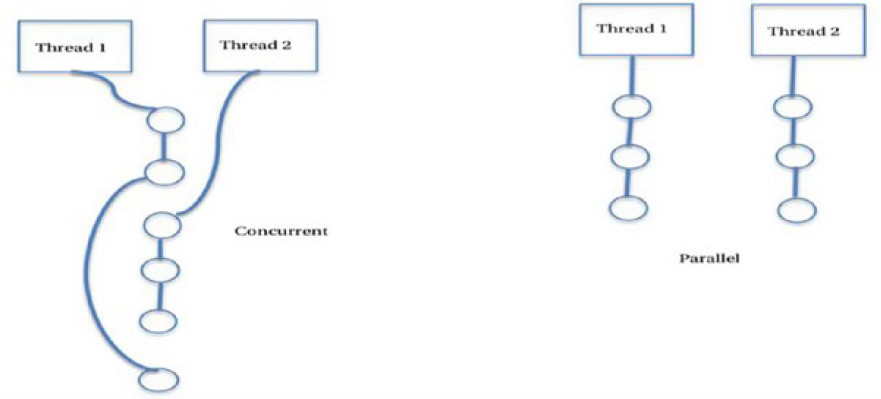 Thread 1
Thread 2
Concurrent
Thread 1
Thread 2
Parallel